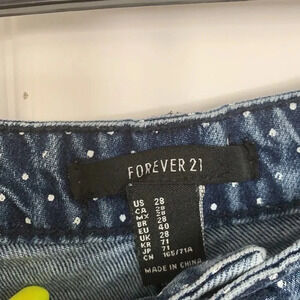 FOREVER 21
US 28
CA 28
MX 28
BR 28
EU 40
UK 28
KR 71
JP 71
CN 165/71A
MADE IN CHINA